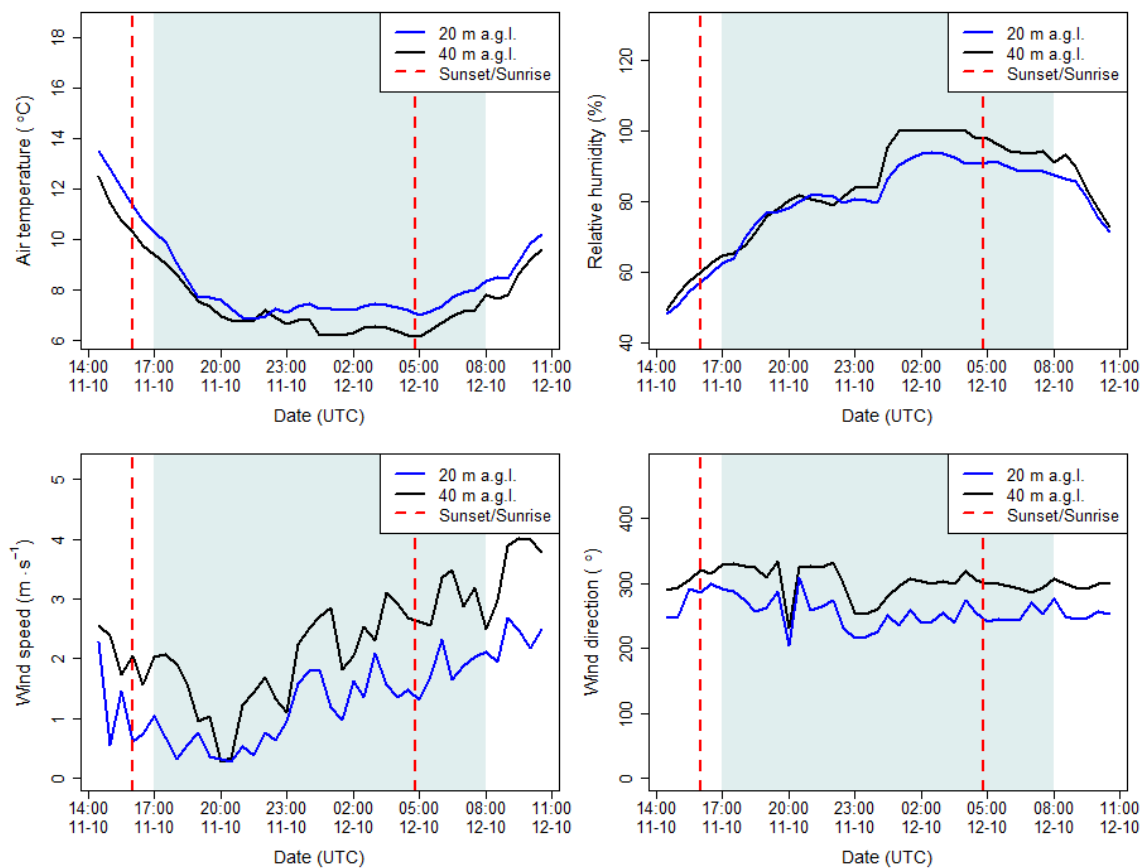 18
16
14
12
10
8
6
Air temperature ( °C)
20 m a.g.l.
40 m a.g.l.
Sunset/Sunrise
14:00 17:00 20:00 23:00 02:00 05:00 08:00 11:00
11-10 11-10 11-10 11-10 12-10 12-10 12-10 12-10
Date (UTC)
120
100
80
60
40
Relative humidity (%)
20 m a.g.l.
40 m a.g.l.
Sunset/Sunrise
14:00 17:00 20:00 23:00 02:00 05:00 08:00 11:00
11-10 11-10 11-10 11-10 12-10 12-10 12-10 12-10
Date (UTC)
5
4
3
2
1
0
Wind speed (m · s⁻¹)
20 m a.g.l.
40 m a.g.l.
Sunset/Sunrise
14:00 17:00 20:00 23:00 02:00 05:00 08:00 11:00
11-10 11-10 11-10 11-10 12-10 12-10 12-10 12-10
Date (UTC)
400
300
200
100
0
Wind direction ( °)
20 m a.g.l.
40 m a.g.l.
Sunset/Sunrise
14:00 17:00 20:00 23:00 02:00 05:00 08:00 11:00
11-10 11-10 11-10 11-10 12-10 12-10 12-10 12-10
Date (UTC)